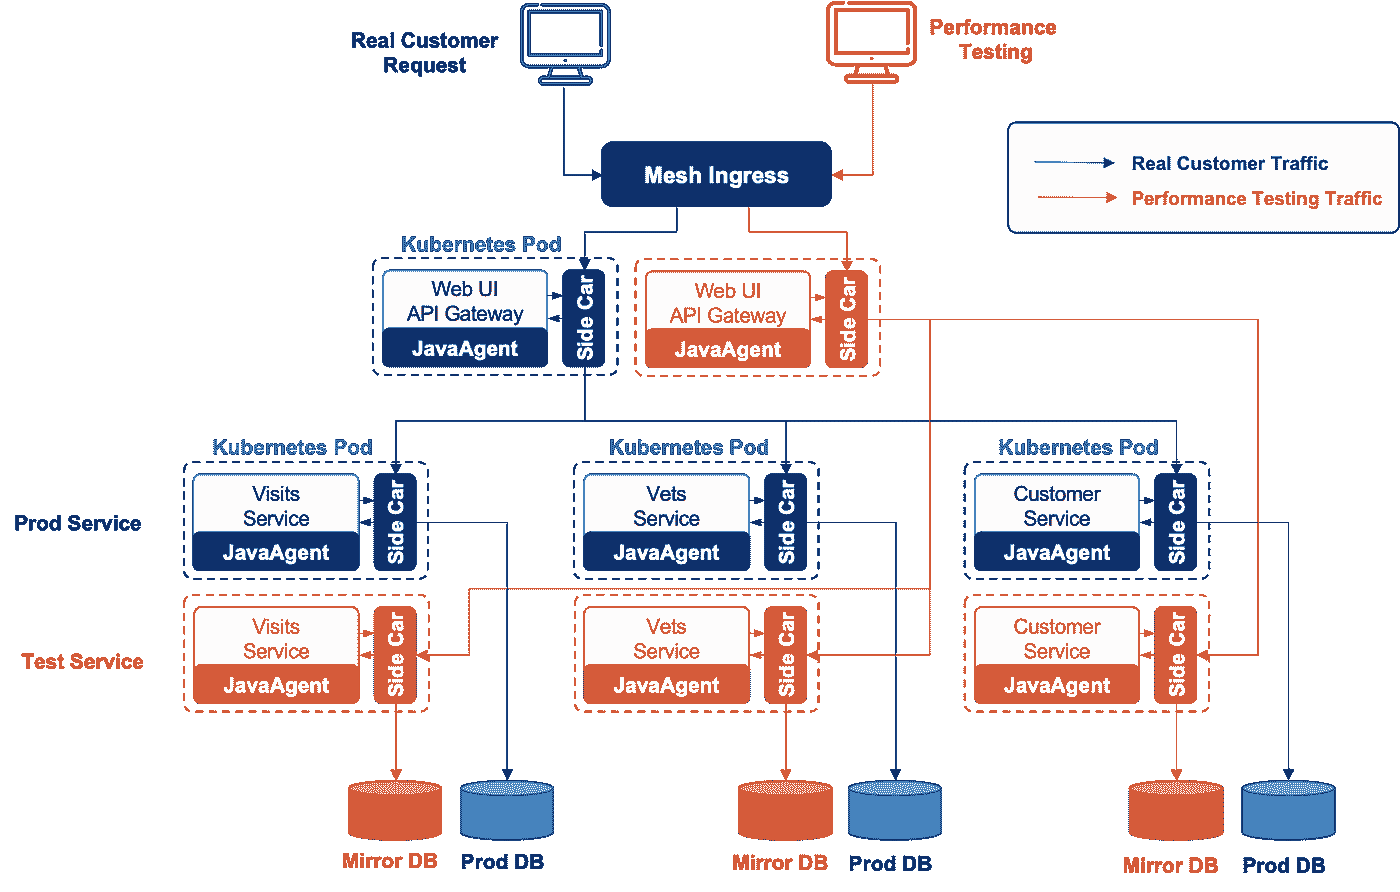 Real Customer
Request
Performance
Testing
Mesh Ingress
Real Customer Traffic
Performance Testing Traffic
Kubernetes Pod
Web UI
API Gateway
JavaAgent
Side Car
Web UI
API Gateway
JavaAgent
Side Car
Kubernetes Pod
Kubernetes Pod
Kubernetes Pod
Prod Service
Visits
Service
JavaAgent
Side Car
Vets
Service
JavaAgent
Side Car
Customer
Service
JavaAgent
Side Car
Test Service
Visits
Service
JavaAgent
Side Car
Vets
Service
JavaAgent
Side Car
Customer
Service
JavaAgent
Side Car
Mirror DB
Prod DB
Mirror DB
Prod DB
Mirror DB
Prod DB